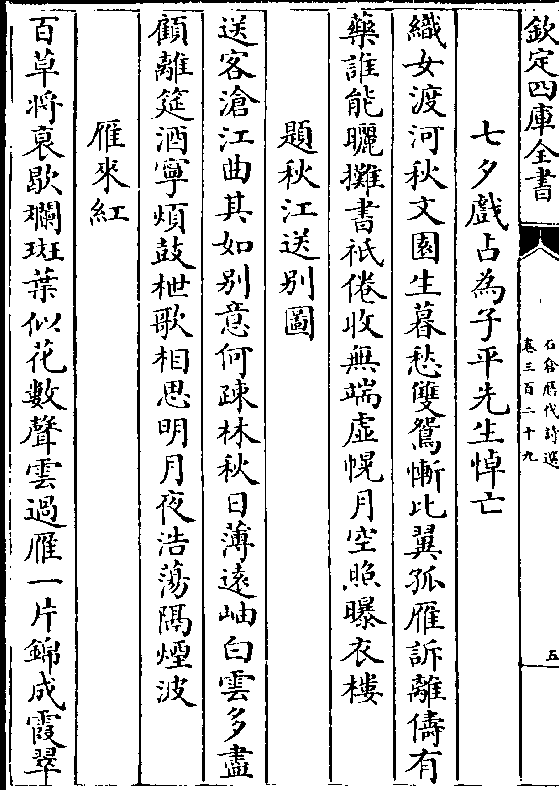 欽定四庫全書
石倉歷代詩選
卷三百二十九
五
七夕戲占為子平先生悼亡
織女渡河秋文園生暮愁雙鴛慚比翼孤雁訴離儔有
藥誰能曬攤書祇倦收無端虛幌月空照曝衣樓
題秋江送別圖
送客滄江曲其如別意何疎林秋日薄遠岫白雲多盡
顧離筵酒寧煩鼓枻歌相思明月夜浩蕩隔煙波
雁來紅
百草將衰歇斕斑葉似花數聲雲過雁一片錦成霞翠